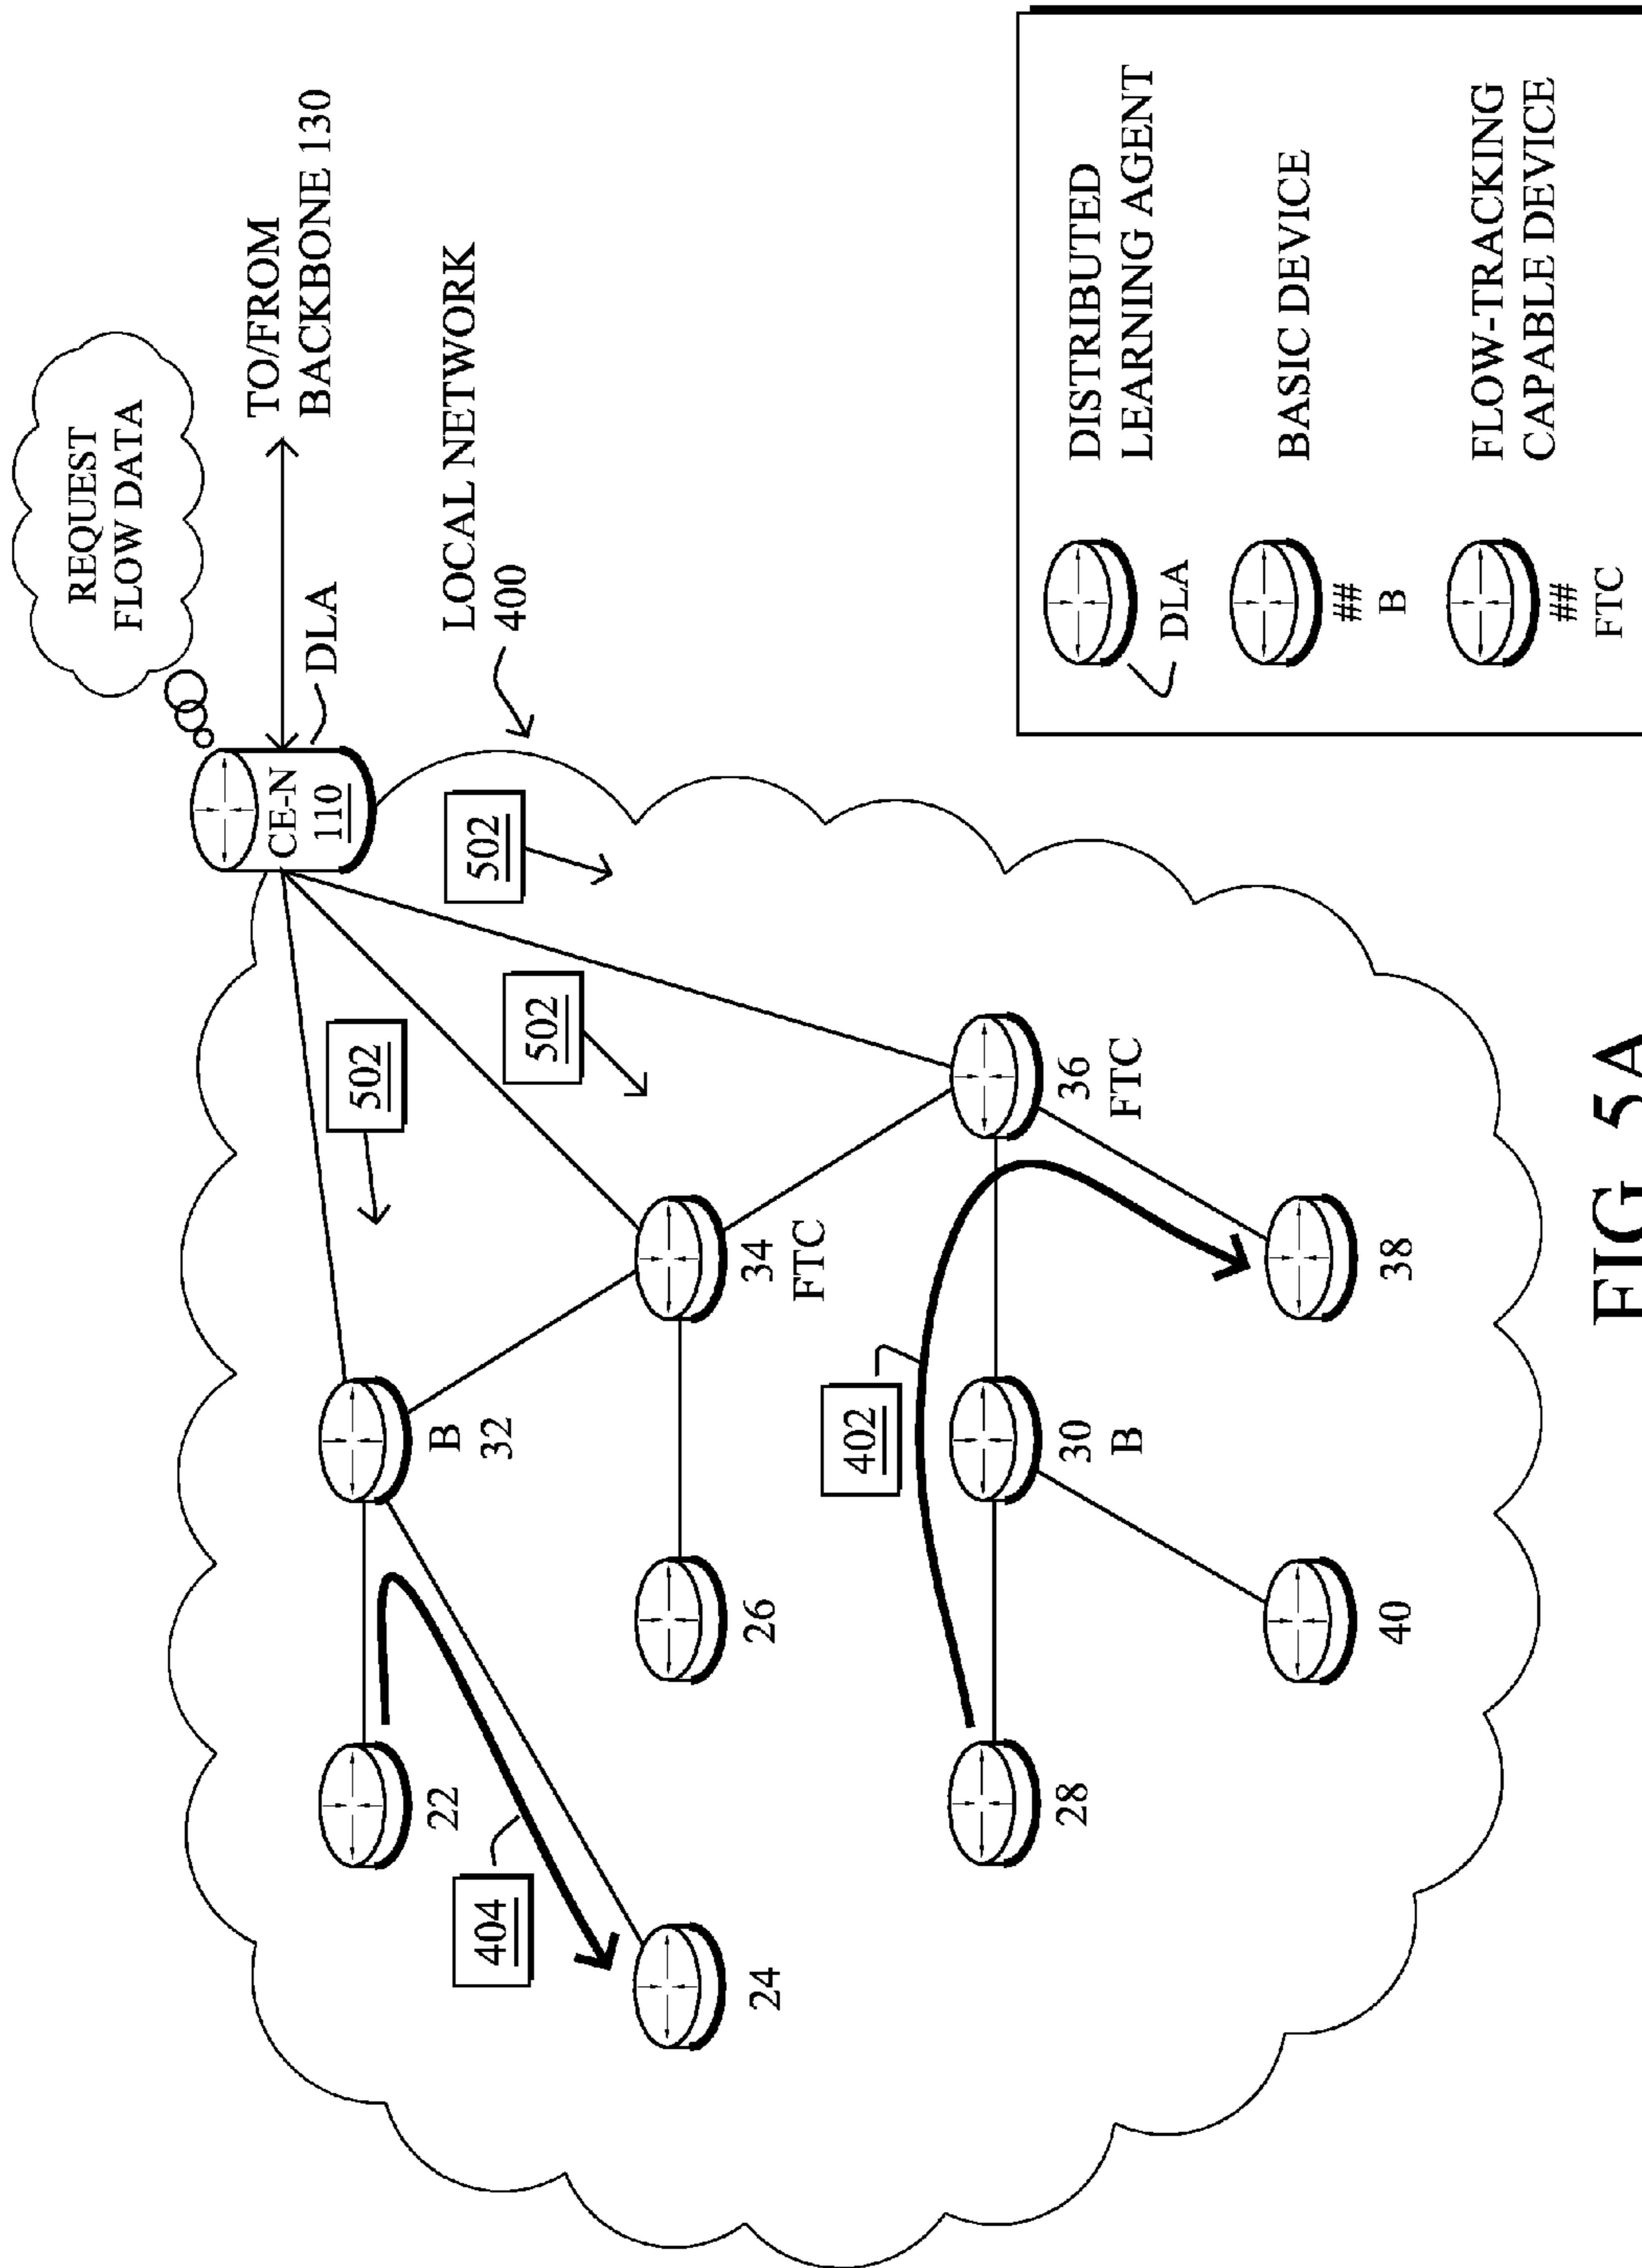 REQUEST
FLOW DATA
TO/FROM
BACKBONE 130
CE-N
110
DLA
LOCAL NETWORK
400
502
502
502
B
32
22
404
24
34
FTC
26
36
FTC
402
30
B
28
38
40
DISTRIBUTED
LEARNING AGENT
DLA
BASIC DEVICE
##
B
FLOW-TRACKING
CAPABLE DEVICE
##
FTC
FIG. 5A